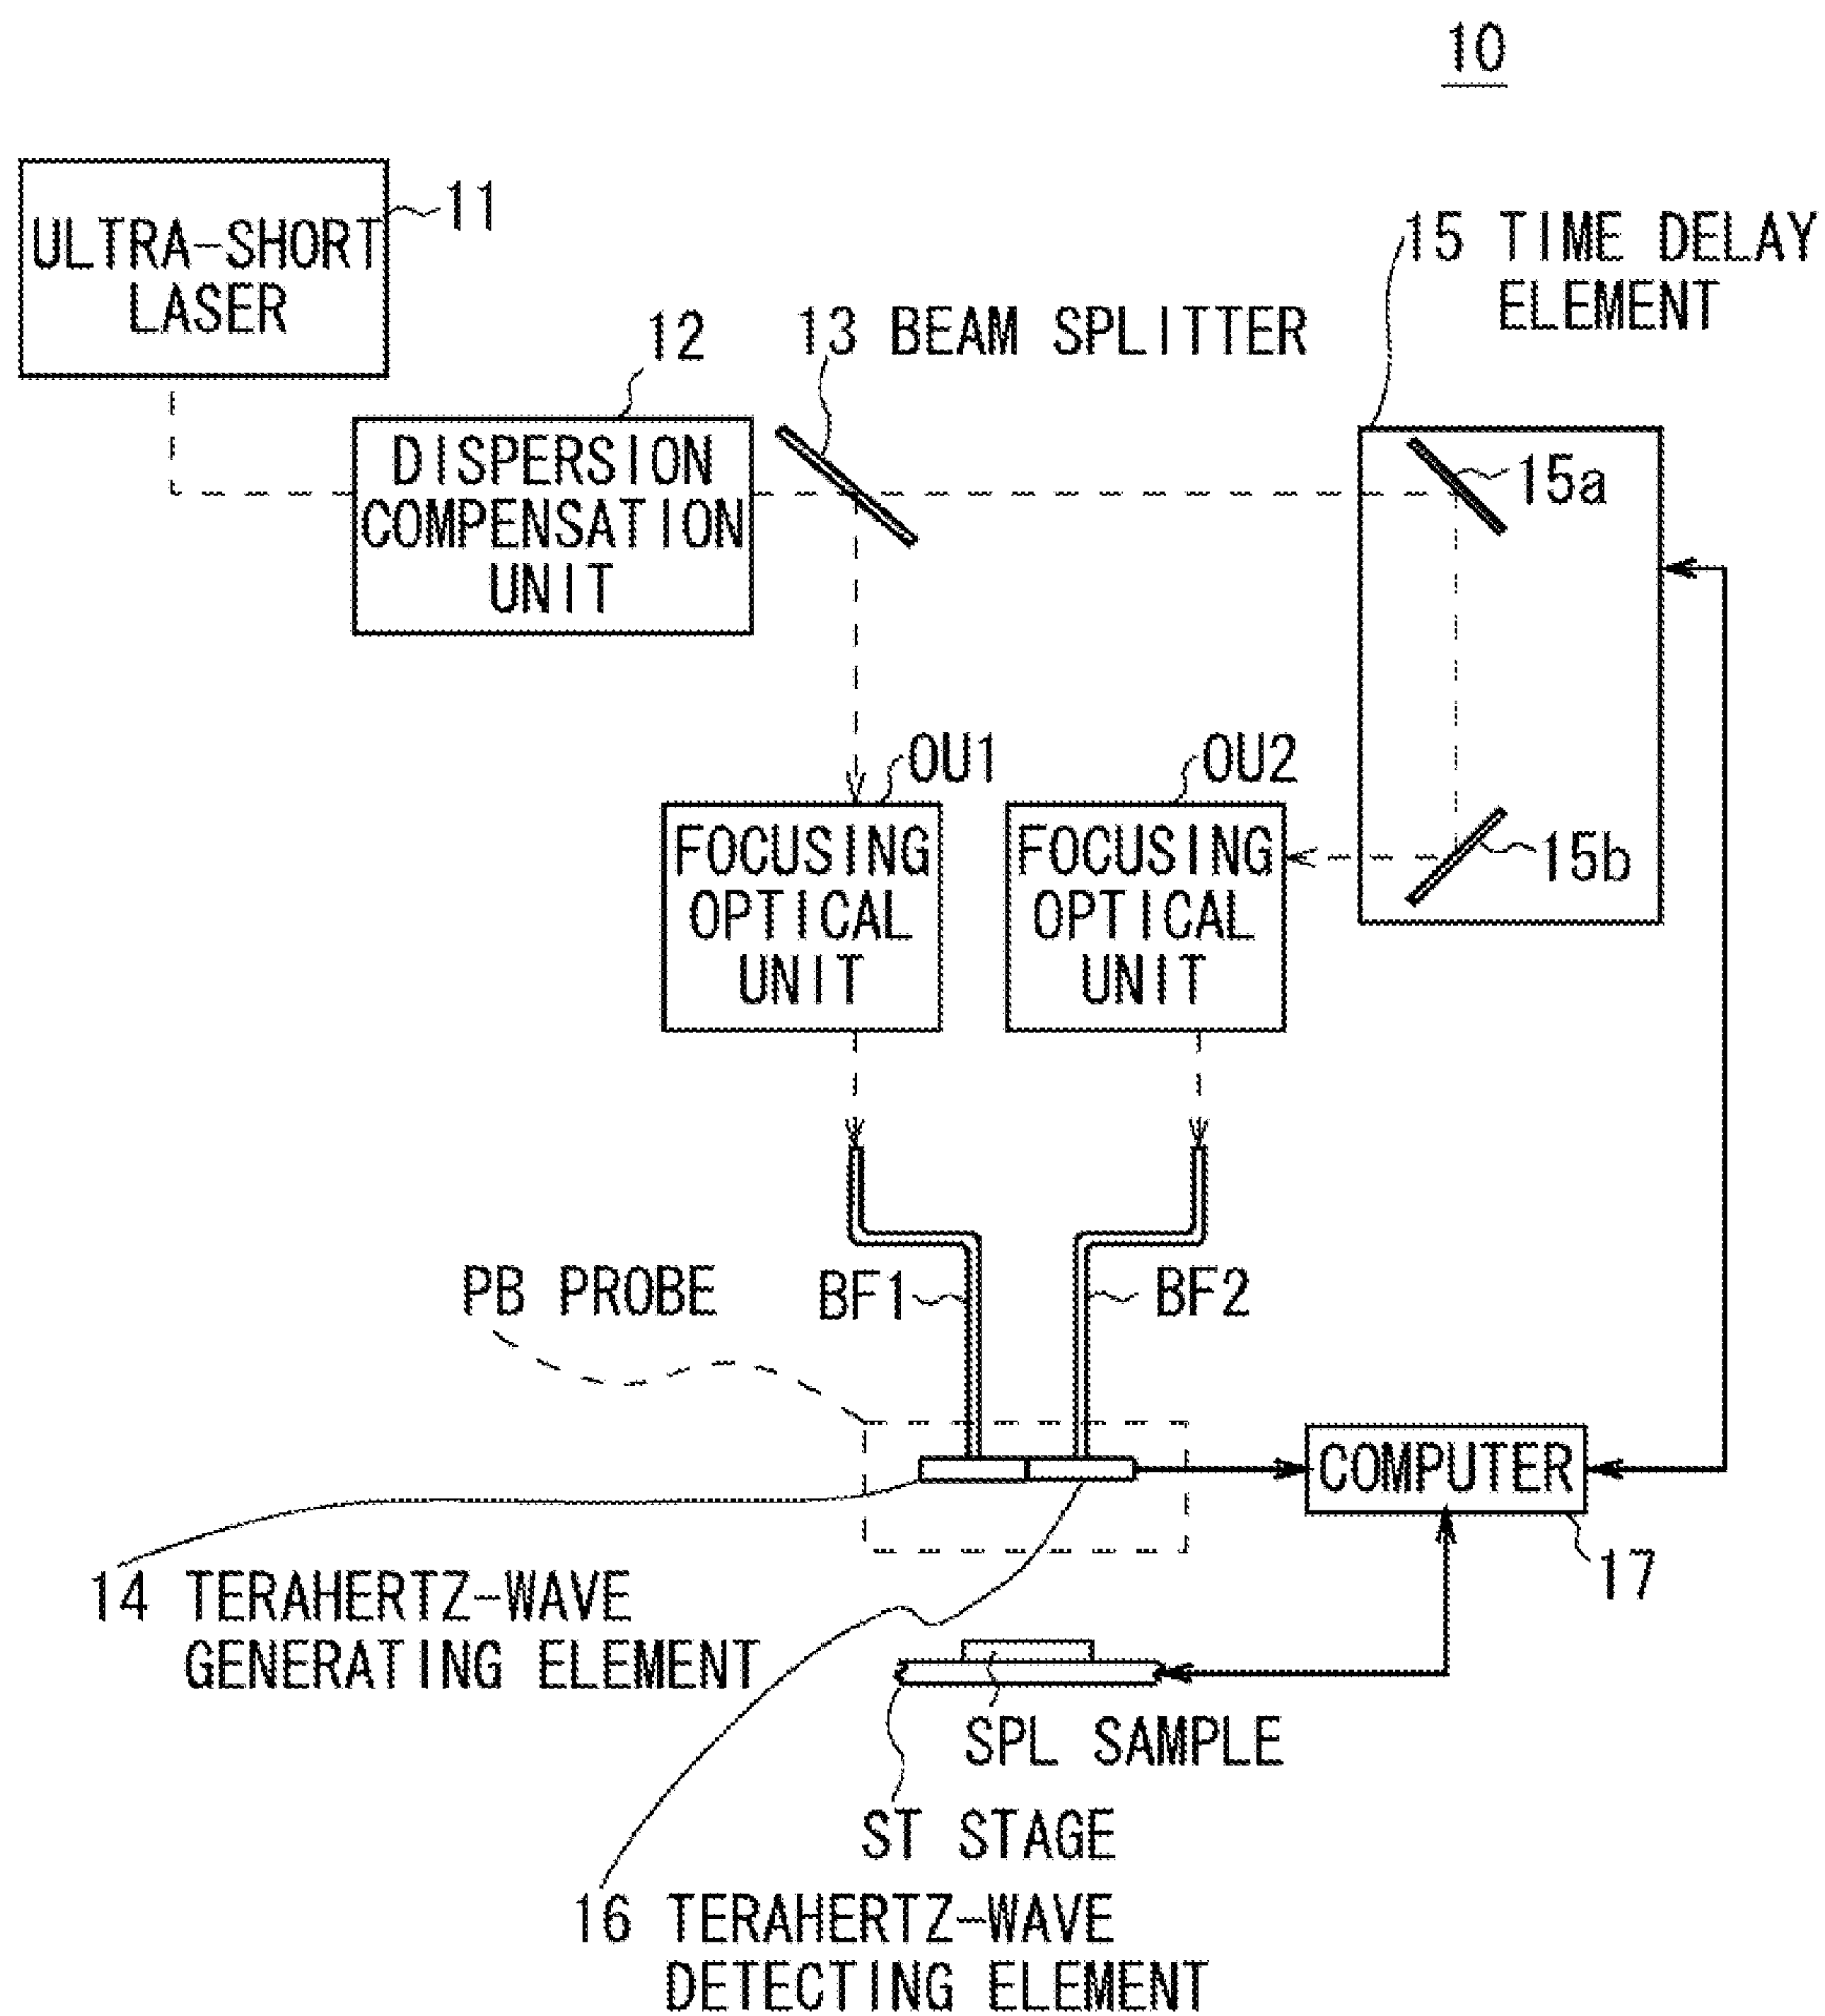 10
ULTRA-SHORT
LASER
11
15 TIME DELAY
ELEMENT
12
13 BEAM SPLITTER
DISPERSION
COMPENSATION
UNIT
15a
OU1
OU2
FOCUSING
OPTICAL
UNIT
FOCUSING
OPTICAL
UNIT
15b
PB PROBE
BF1
BF2
COMPUTER
17
14 TERAHERTZ-WAVE
GENERATING ELEMENT
SPL SAMPLE
ST STAGE
16 TERAHERTZ-WAVE
DETECTING ELEMENT